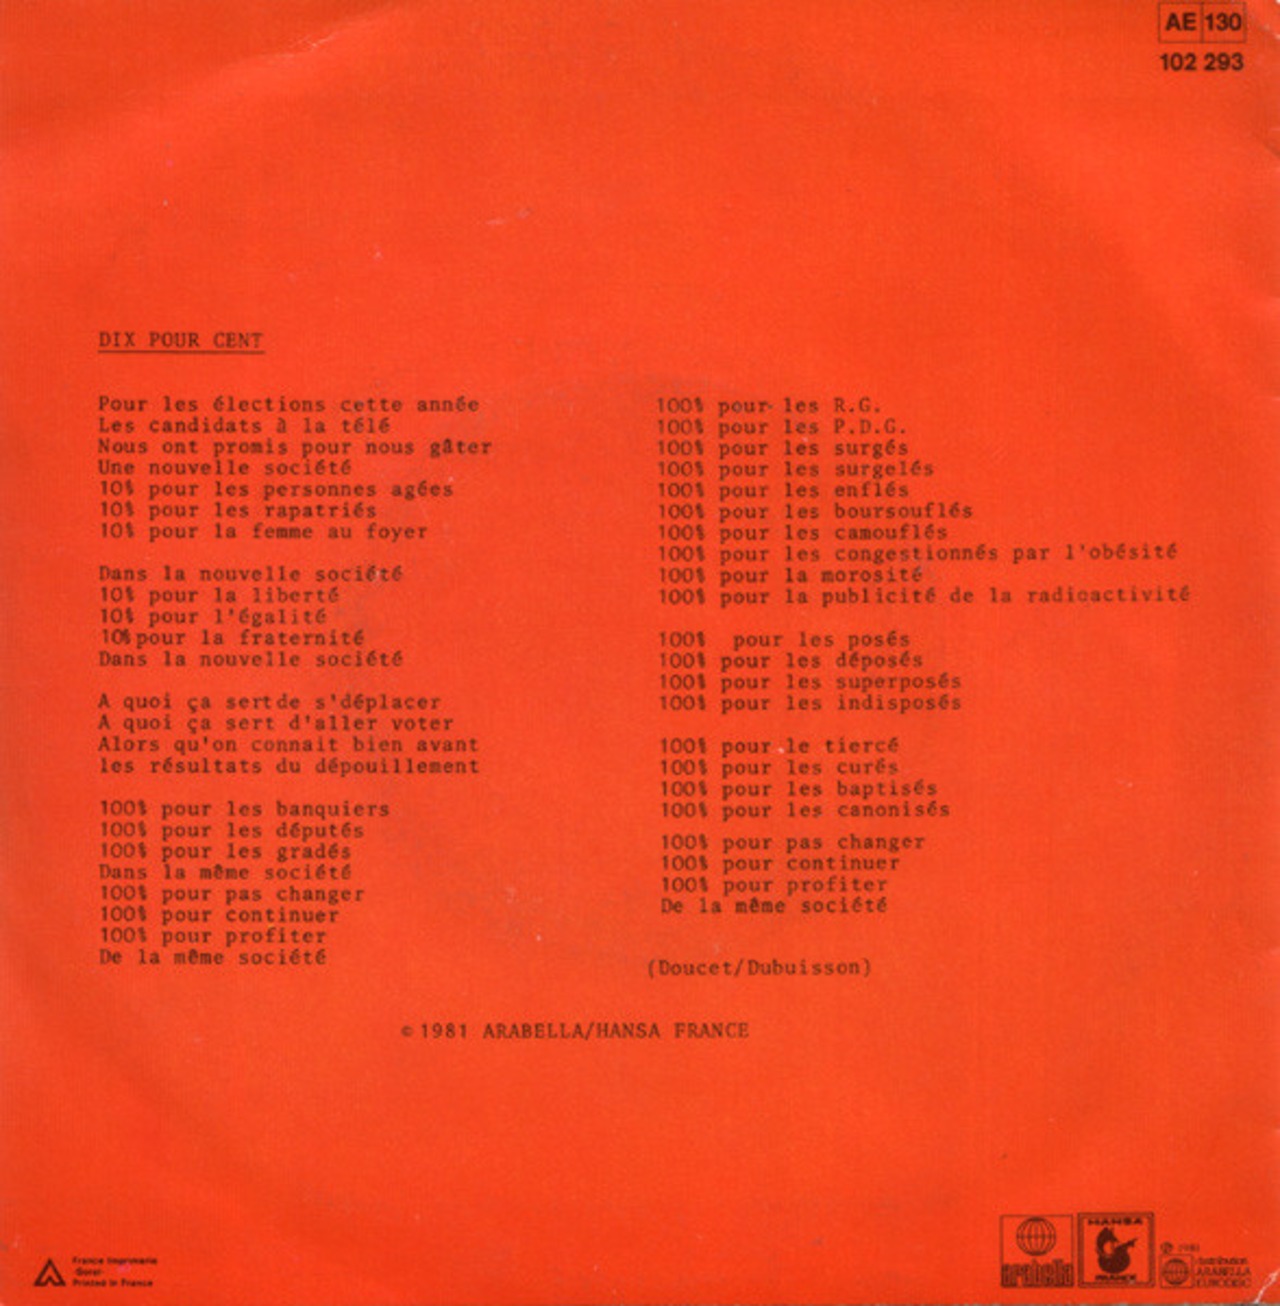 AE 130
102 293
DIX POUR CENT
Pour les élections cette année
Les candidats à la télé
Nous ont promis pour nous gâter
Une nouvelle société
10% pour les personnes agées
10% pour les rapatriés
10% pour la femme au foyer
Dans la nouvelle société
10% pour la liberté
10% pour l'égalité
10% pour la fraternité
Dans la nouvelle société
A quoi ça sert de s'déplacer
A quoi ça sert d'aller voter
Alors qu'on connait bien avant
les résultats du dépouillement
100% pour les banquiers
100% pour les députés
100% pour les gradés
Dans la même société
100% pour pas changer
100% pour continuer
100% pour profiter
De la même société
100% pour les R.G.
100% pour les P.D.G.
100% pour les surgés
100% pour les surgelés
100% pour les enflés
100% pour les boursouflés
100% pour les camouflés
100% pour les congestionnés par l'obésité
100% pour la morosité
100% pour la publicité de la radioactivité
100% pour les posés
100% pour les déposés
100% pour les superposés
100% pour les indisposés
100% pour le tiercé
100% pour les curés
100% pour les baptisés
100% pour les canonisés
100% pour pas changer
100% pour continuer
100% pour profiter
De la même société
(Doucet/Dubuisson)
© 1981 ARABELLA/HANSA FRANCE
France Imprimerie
Printed in France
arabella
HANSA
FRANCE
℗ 1981
distribution
ARABELLA
EURODISC